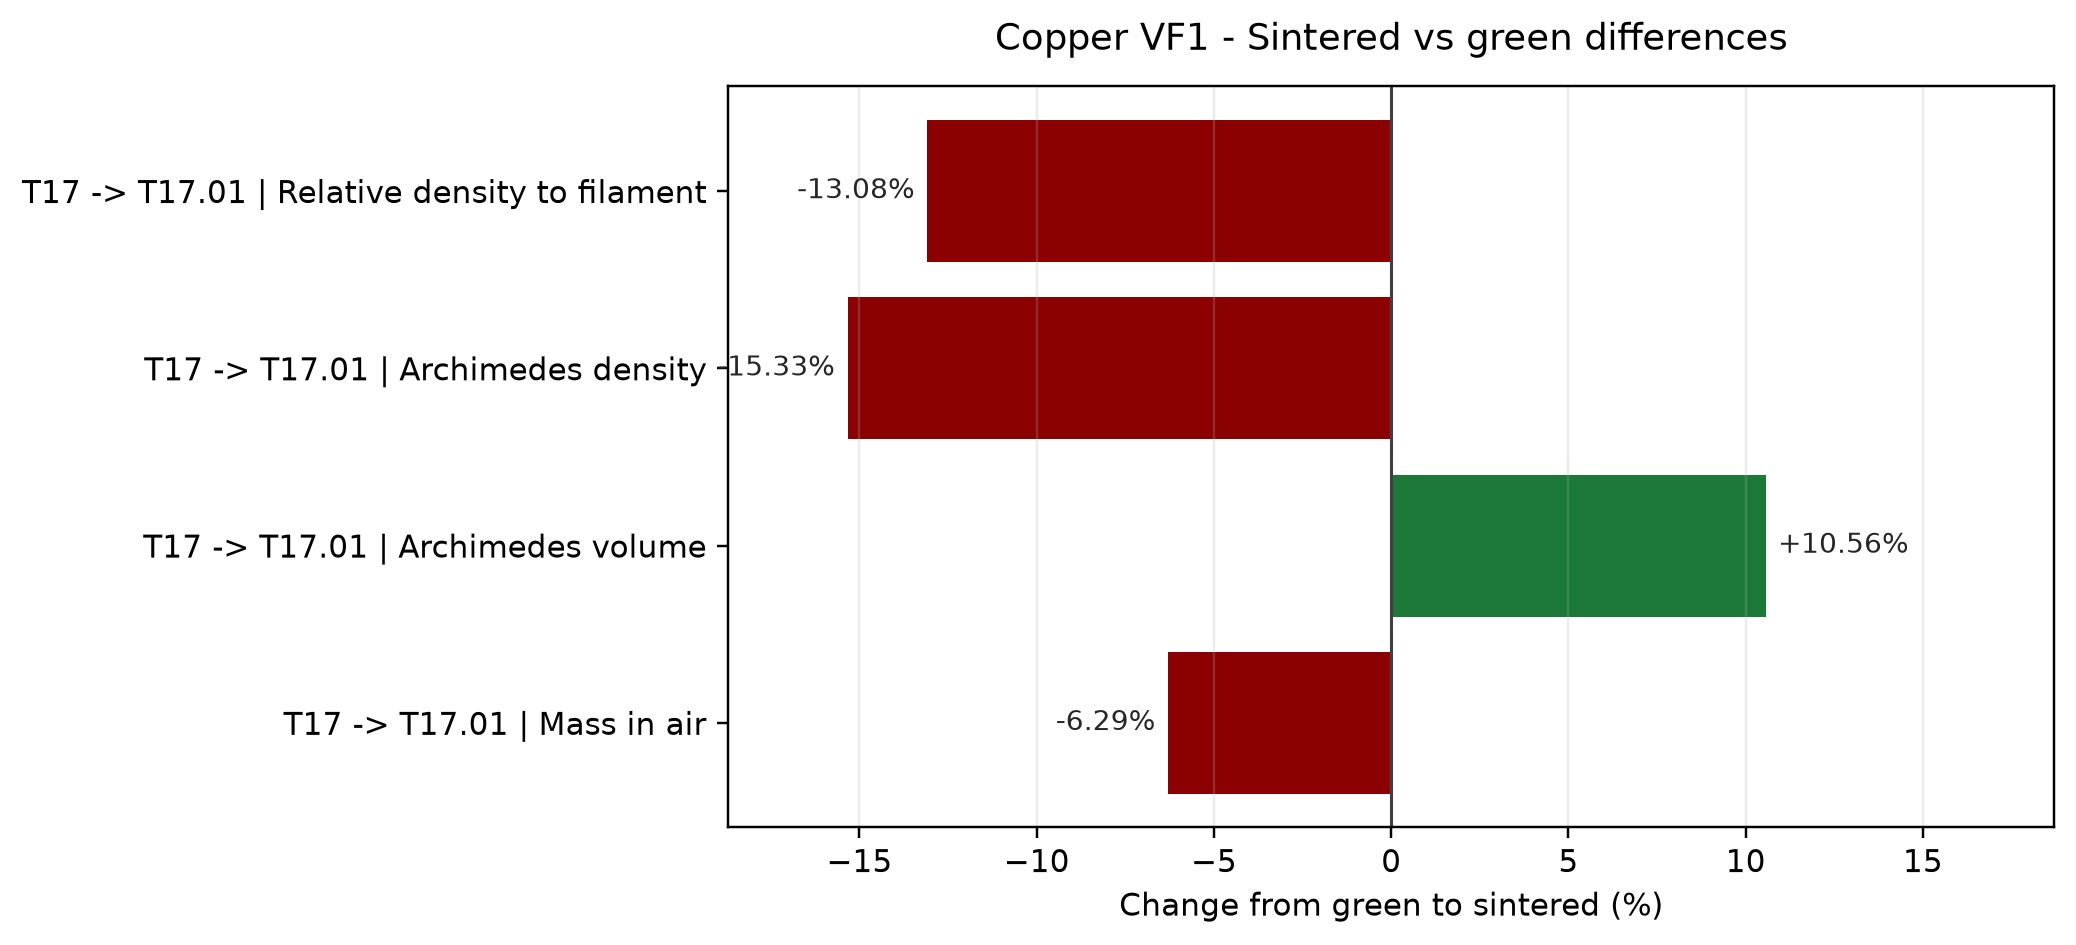 Copper VF1 - Sintered vs green differences
T17 -> T17.01 | Relative density to filament
-13.08%
T17 -> T17.01 | Archimedes density
-15.33%
T17 -> T17.01 | Archimedes volume
+10.56%
T17 -> T17.01 | Mass in air
-6.29%
−15 −10 −5 0 5 10 15
Change from green to sintered (%)